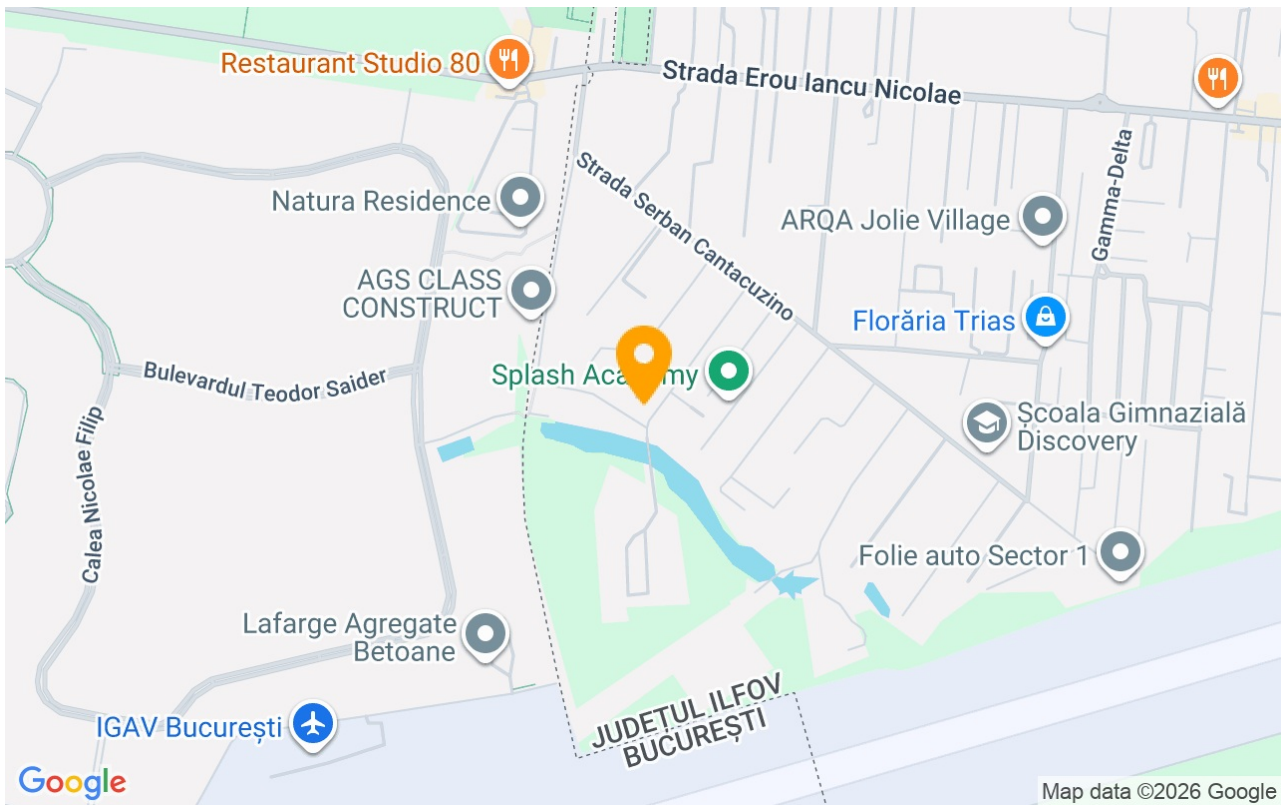 Restaurant Studio 80
Strada Erou Iancu Nicolae
Strada Serban Cantacuzino
Gamma-Delta
Natura Residence
ARQA Jolie Village
AGS CLASS
CONSTRUCT
Florăria Trias
Bulevardul Teodor Saider
Splash Academy
Școala Gimnazială
Discovery
Calea Nicolae Filip
Folie auto Sector 1
Lafarge Agregate
Betoane
JUDETUL ILFOV
BUCUREȘTI
IGAV București
Google
Map data ©2026 Google